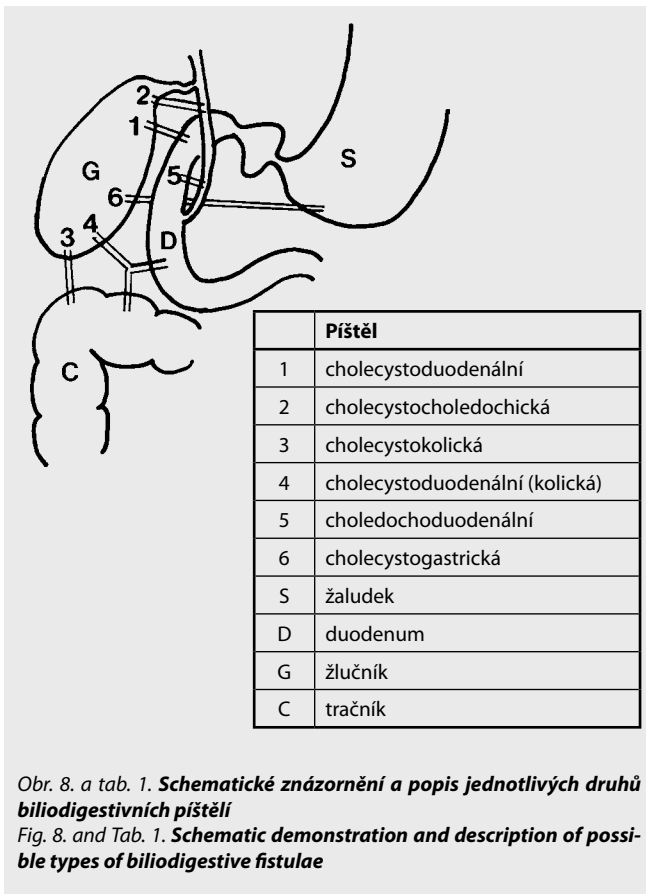 2
1
S
G
5
6
4
3
D
C
Píštěl
1 cholecystoduodenální
2 cholecystocholedochická
3 cholecystokolická
4 cholecystoduodenální (kolická)
5 choledochoduodenální
6 cholecystogastrická
S žaludek
D duodenum
G žlučník
C tračník
Obr. 8. a tab. 1. Schematické znázornění a popis jednotlivých druhů
biliodigestivních píštělí
Fig. 8. and Tab. 1. Schematic demonstration and description of possi-
ble types of biliodigestive fistulae